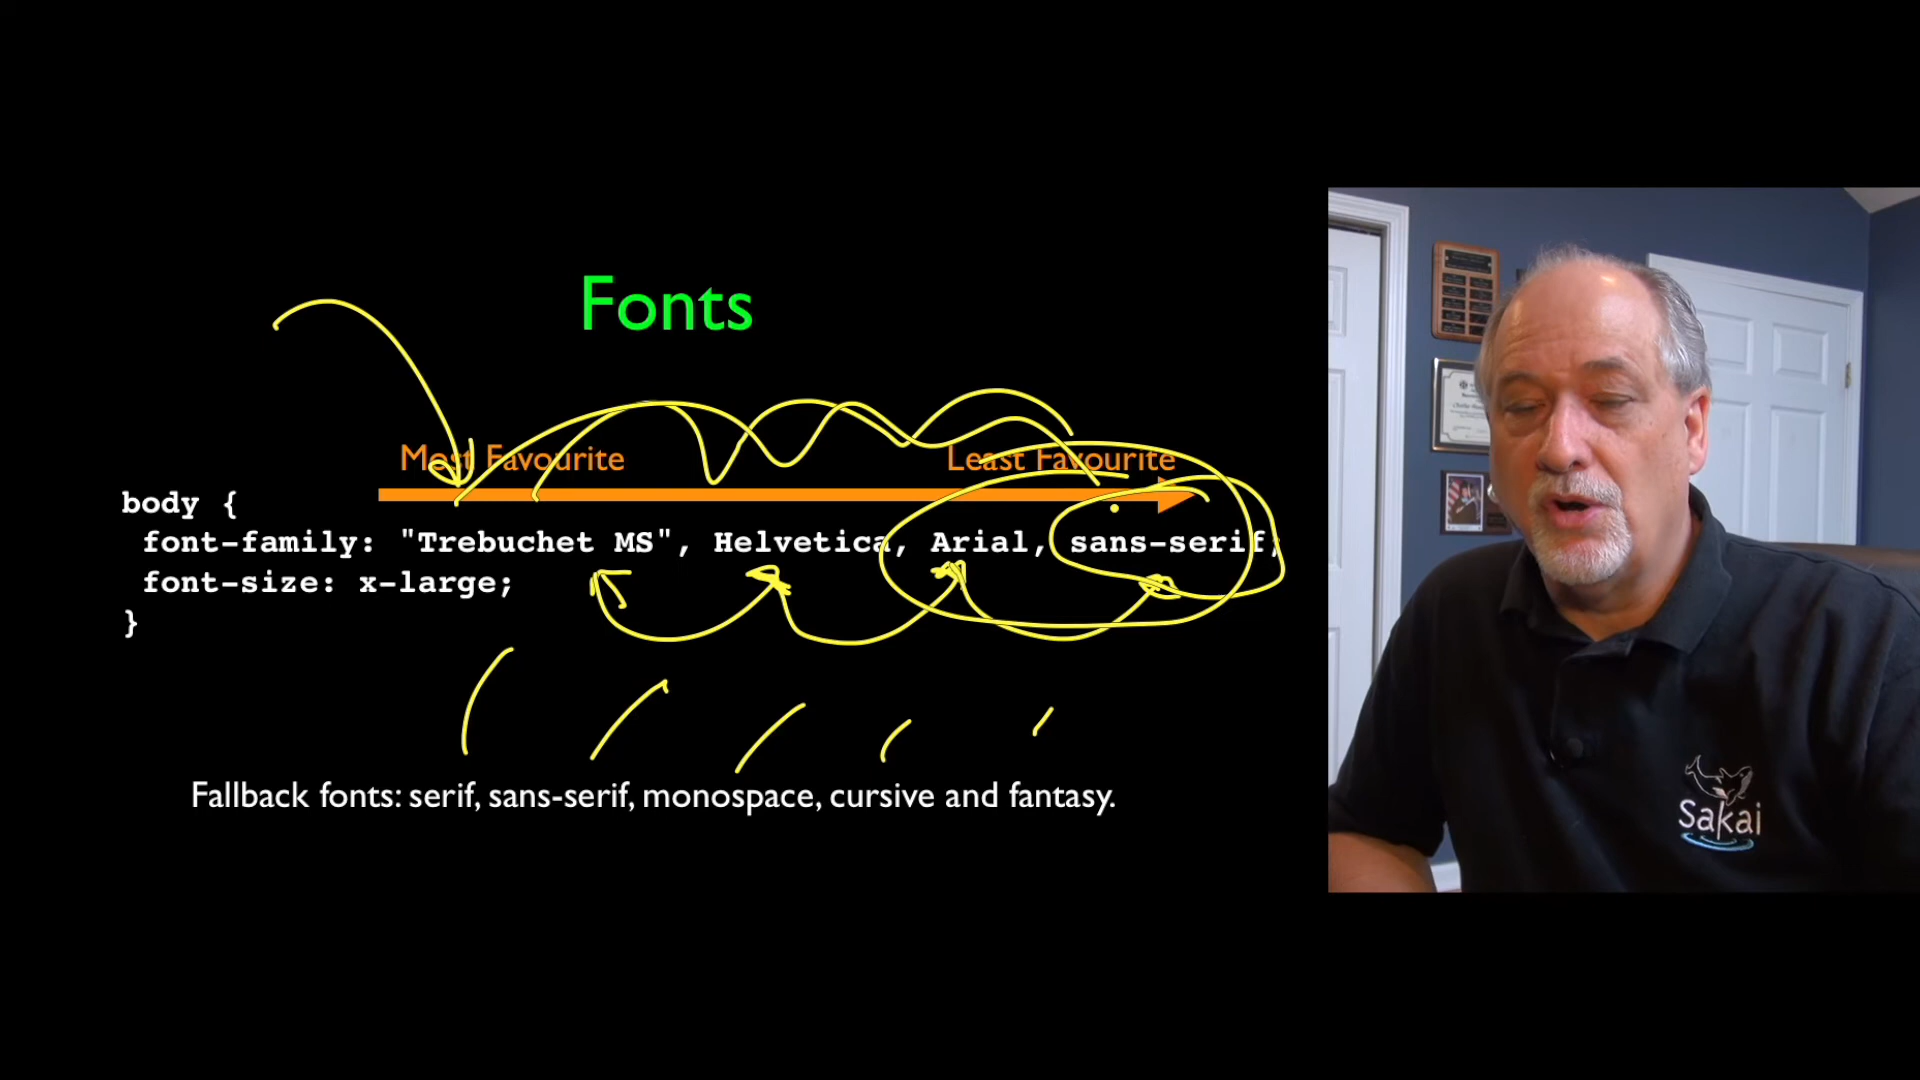 Fonts
Most Favourite
Least Favourite
body {
font-family: "Trebuchet MS", Helvetica, Arial, sans-serif;
font-size: x-large;
}
Fallback fonts: serif, sans-serif, monospace, cursive and fantasy.
sakai